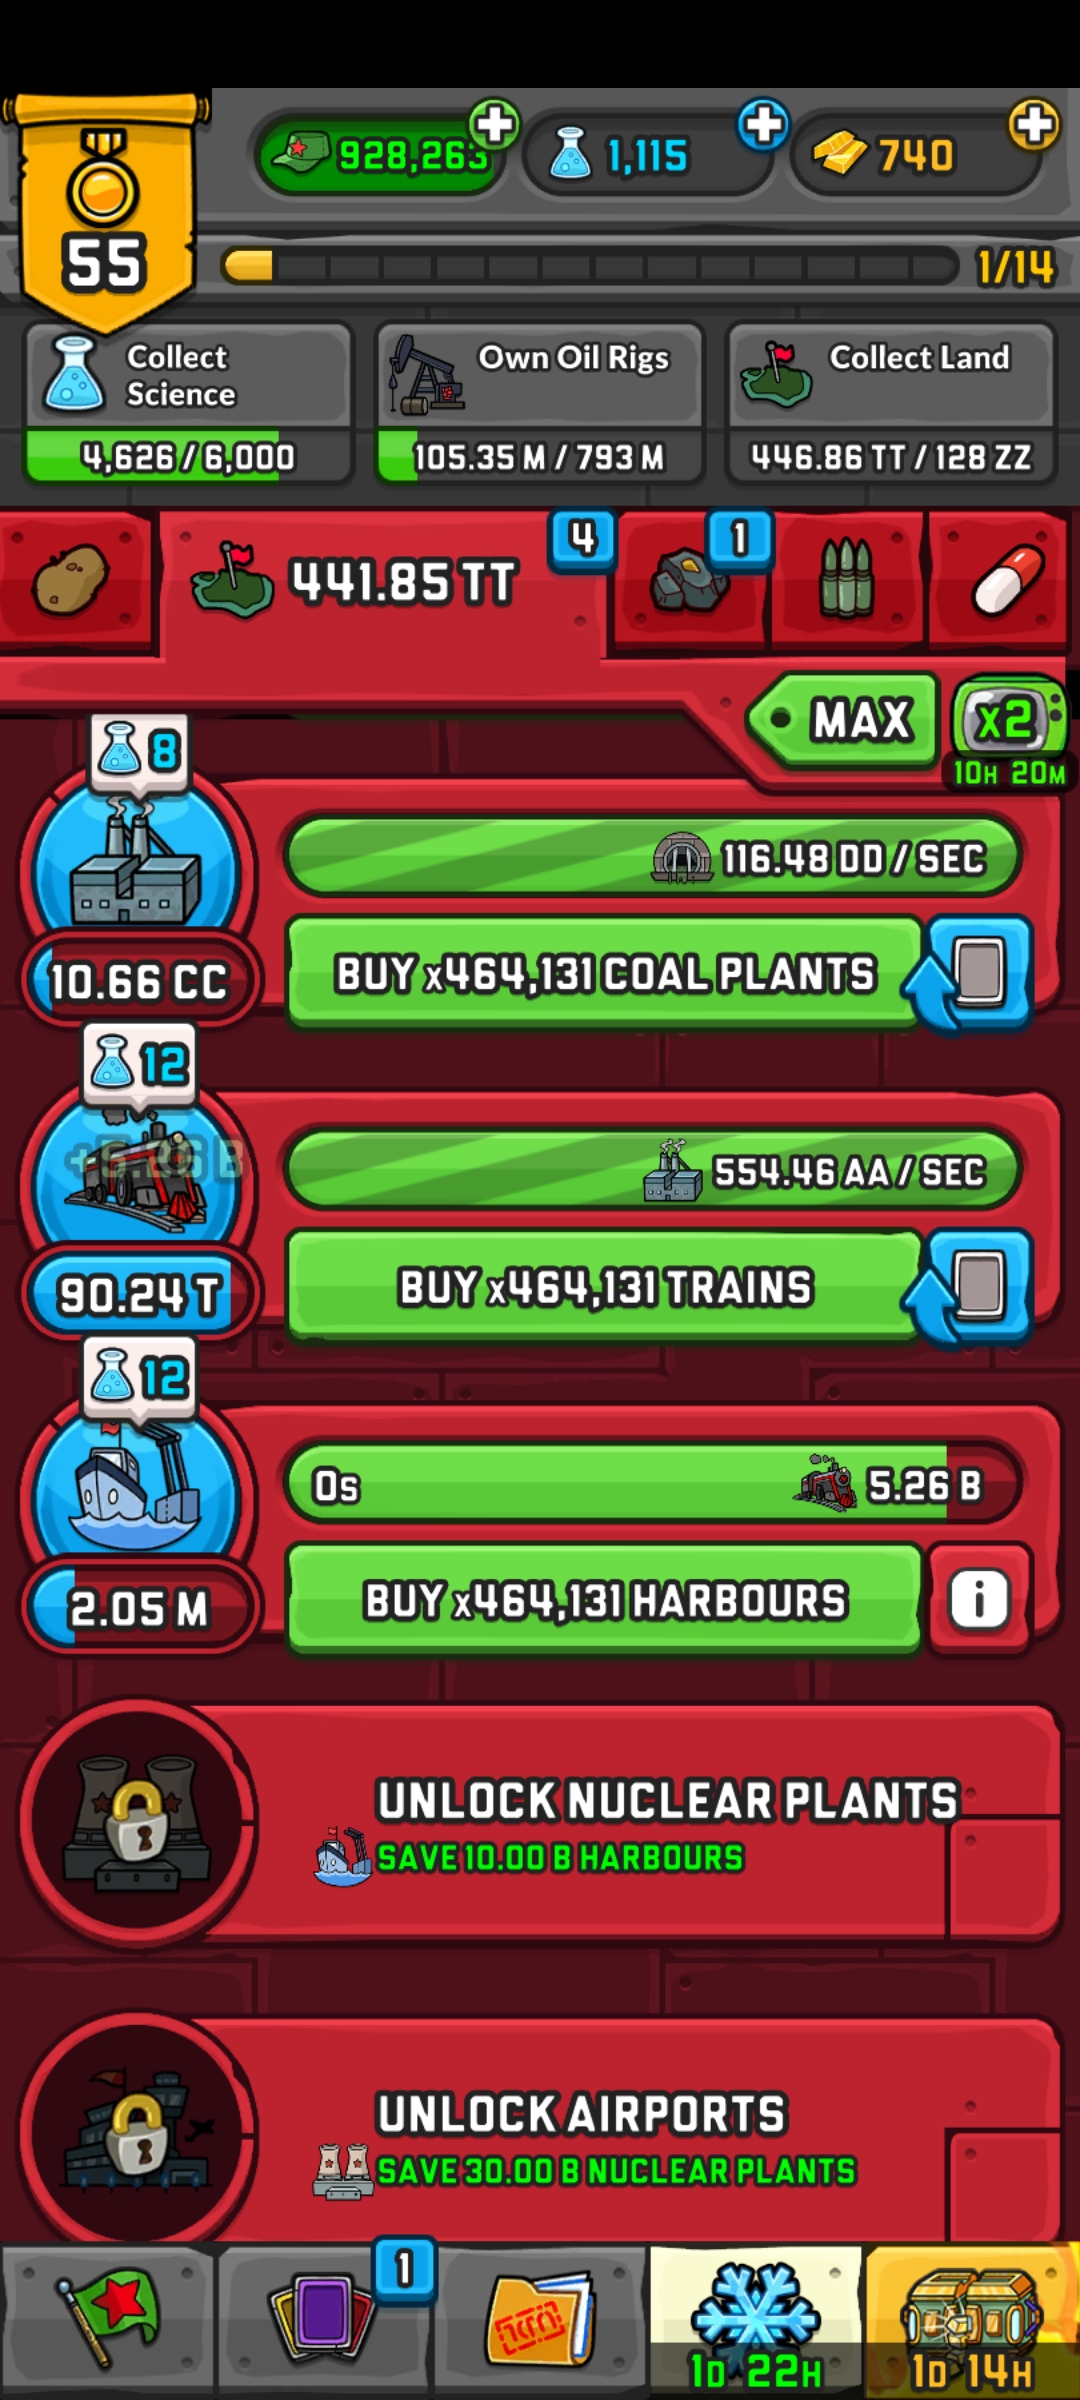 928,263
1,115
740
55
1/14
Collect
Science
4,626/6,000
Own Oil Rigs
105.35 M / 793 M
Collect Land
446.86 TT / 128 ZZ
441.85 TT
4
1
MAX
x2
10H 20M
8
116.48 DD / SEC
10.66 CC
BUY x464,131 COAL PLANTS
12
+5.26 B
554.46 AA / SEC
90.24 T
BUY x464,131 TRAINS
12
0s
5.26 B
2.05 M
BUY x464,131 HARBOURS
i
UNLOCK NUCLEAR PLANTS
SAVE 10.00 B HARBOURS
UNLOCK AIRPORTS
SAVE 30.00 B NUCLEAR PLANTS
1
1D 22H
1D 14H